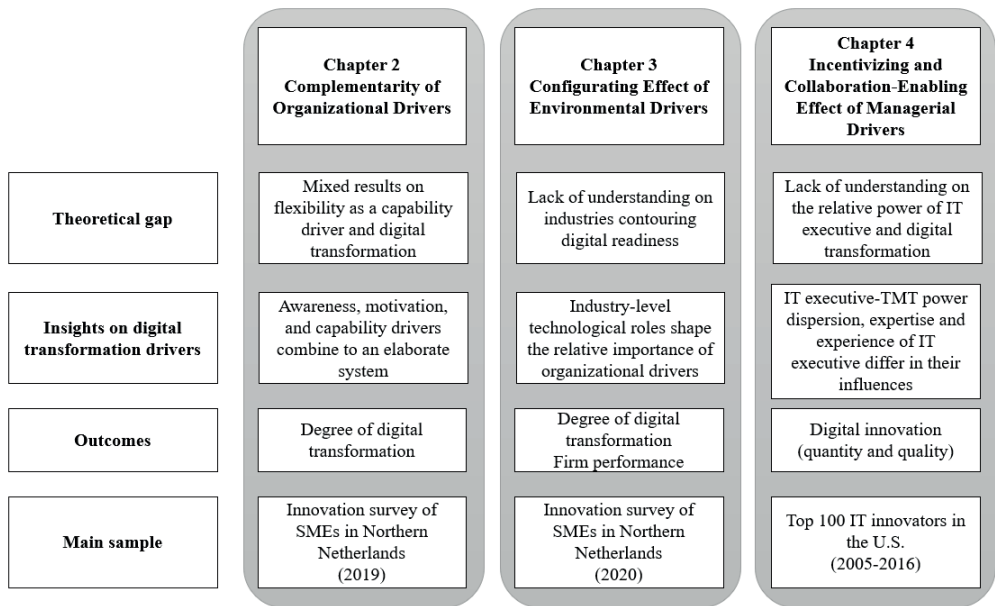 Chapter 2
Complementarity of
Organizational Drivers
Chapter 3
Configurating Effect of
Environmental Drivers
Chapter 4
Incentivizing and
Collaboration-Enabling
Effect of Managerial
Drivers
Theoretical gap
Mixed results on
flexibility as a capability
driver and digital
transformation
Lack of understanding on
industries contouring
digital readiness
Lack of understanding on
the relative power of IT
executive and digital
transformation
Insights on digital
transformation drivers
Awareness, motivation,
and capability drivers
combine to an elaborate
system
Industry-level
technological roles shape
the relative importance of
organizational drivers
IT executive-TMT power
dispersion, expertise and
experience of IT
executive differ in their
influences
Outcomes
Degree of digital
transformation
Degree of digital
transformation
Firm performance
Digital innovation
(quantity and quality)
Main sample
Innovation survey of
SMEs in Northern
Netherlands
(2019)
Innovation survey of
SMEs in Northern
Netherlands
(2020)
Top 100 IT innovators in
the U.S.
(2005-2016)